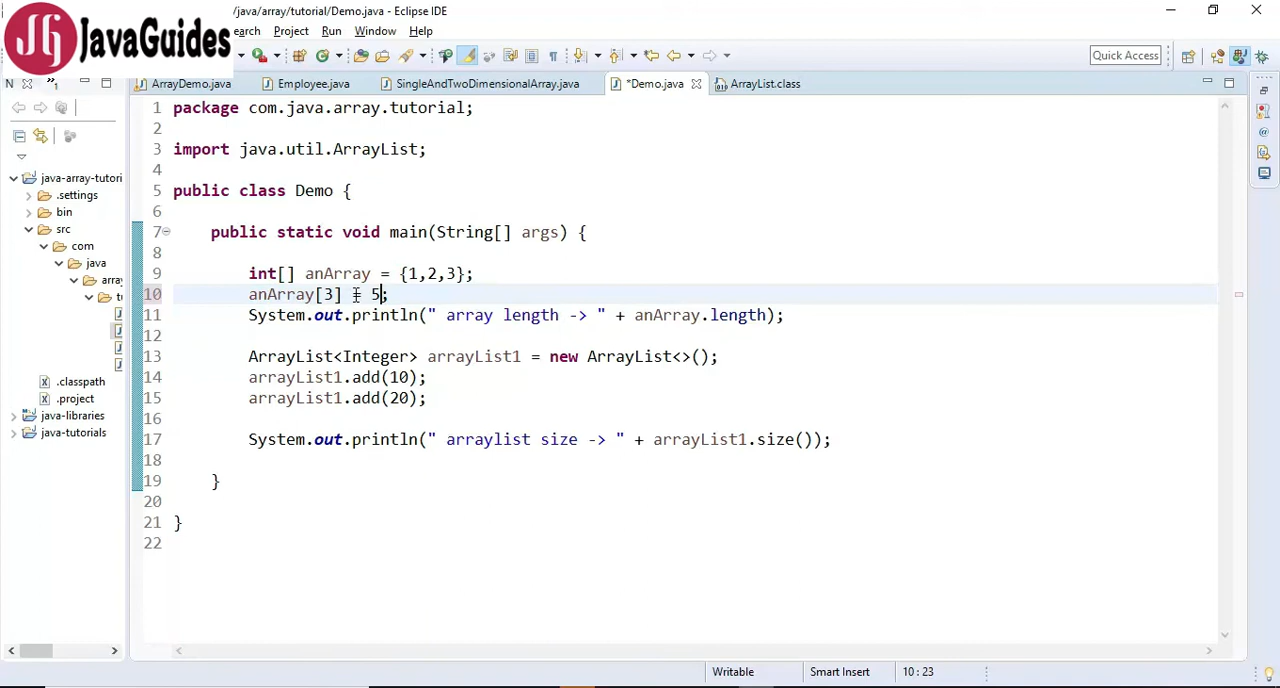 JavaGuides
/java/array/tutorial/Demo.java - Eclipse IDE
earch Project Run Window Help
Quick Access
N
1
ArrayDemo.java Employee.java SingleAndTwoDimensionalArray.java *Demo.java ArrayList.class
java-array-tutori
.settings
bin
src
com
java
array
.classpath
.project
java-libraries
java-tutorials
1 package com.java.array.tutorial;
2
3 import java.util.ArrayList;
4
5 public class Demo {
6
7 public static void main(String[] args) {
8
9 int[] anArray = {1,2,3};
10 anArray[3] = 5;
11 System.out.println(" array length -> " + anArray.length);
12
13 ArrayList<Integer> arrayList1 = new ArrayList<>();
14 arrayList1.add(10);
15 arrayList1.add(20);
16
17 System.out.println(" arraylist size -> " + arrayList1.size());
18
19 }
20
21 }
22
Writable Smart Insert 10 : 23